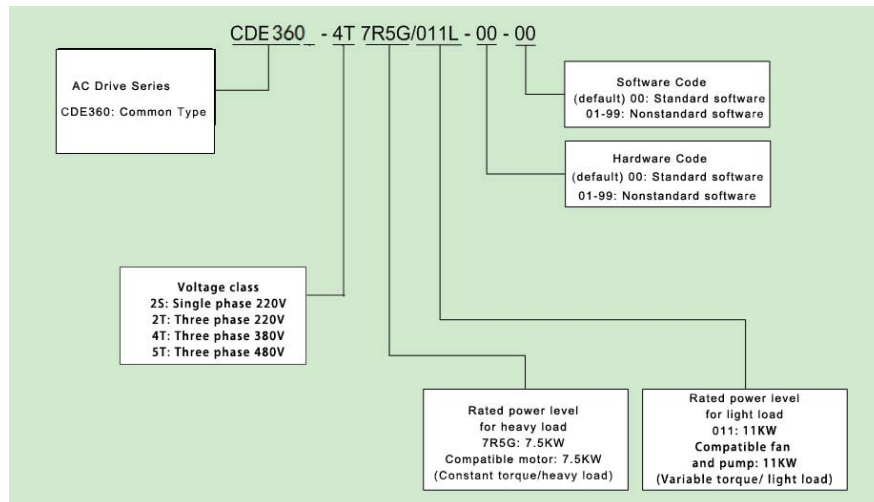 CDE360 - 4T 7R5G/011L - 00 - 00
AC Drive Series
CDE360: Common Type
Software Code
(default) 00: Standard software
01-99: Nonstandard software
Hardware Code
(default) 00: Standard software
01-99: Nonstandard software
Voltage class
2S: Single phase 220V
2T: Three phase 220V
4T: Three phase 380V
5T: Three phase 480V
Rated power level
for heavy load
7R5G: 7.5KW
Compatible motor: 7.5KW
(Constant torque/heavy load)
Rated power level
for light load
011: 11KW
Compatible fan
and pump: 11KW
(Variable torque/ light load)